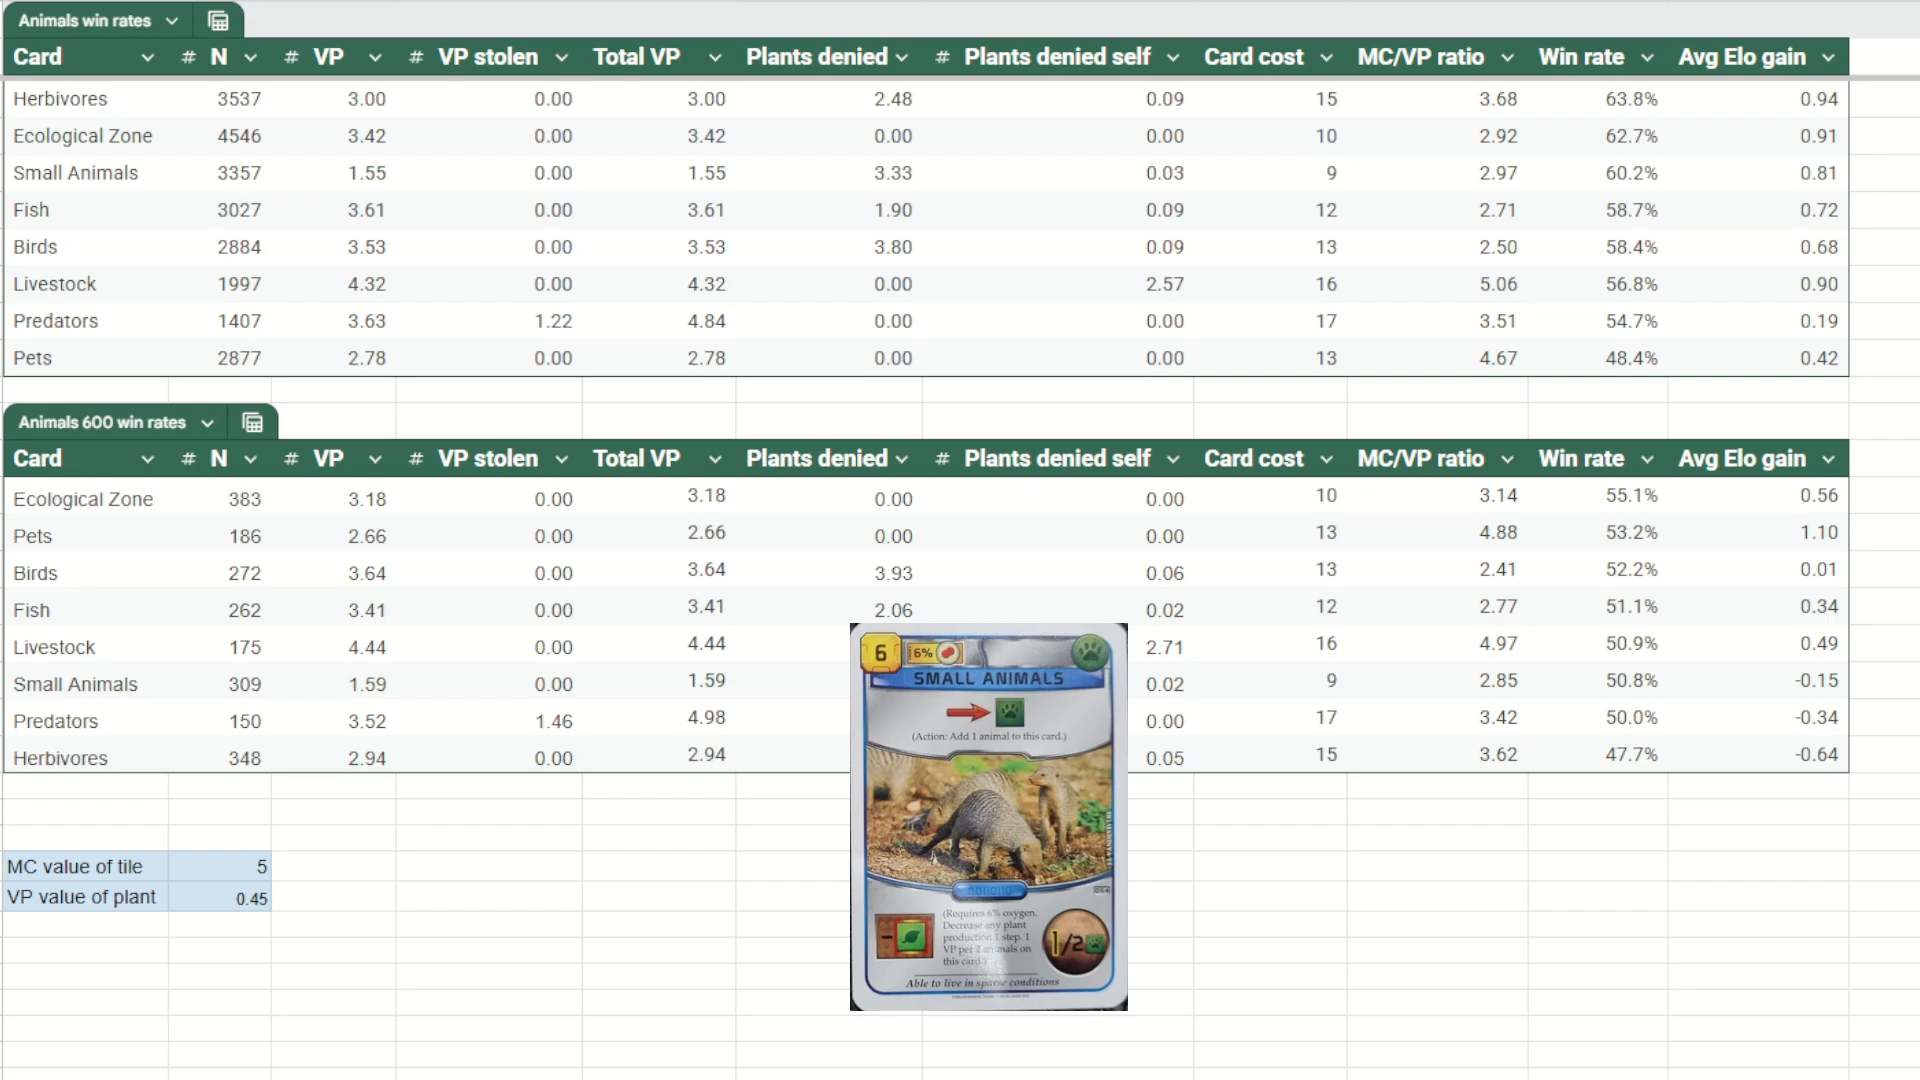 Animals win rates
Card # N # VP # VP stolen Total VP Plants denied # Plants denied self Card cost MC/VP ratio Win rate Avg Elo gain
Herbivores 3537 3.00 0.00 3.00 2.48 0.09 15 3.68 63.8% 0.94
Ecological Zone 4546 3.42 0.00 3.42 0.00 0.00 10 2.92 62.7% 0.91
Small Animals 3357 1.55 0.00 1.55 3.33 0.03 9 2.97 60.2% 0.81
Fish 3027 3.61 0.00 3.61 1.90 0.09 12 2.71 58.7% 0.72
Birds 2884 3.53 0.00 3.53 3.80 0.09 13 2.50 58.4% 0.68
Livestock 1997 4.32 0.00 4.32 0.00 2.57 16 5.06 56.8% 0.90
Predators 1407 3.63 1.22 4.84 0.00 0.00 17 3.51 54.7% 0.19
Pets 2877 2.78 0.00 2.78 0.00 0.00 13 4.67 48.4% 0.42
Animals 600 win rates
Card # N # VP # VP stolen Total VP Plants denied # Plants denied self Card cost MC/VP ratio Win rate Avg Elo gain
Ecological Zone 383 3.18 0.00 3.18 0.00 0.00 10 3.14 55.1% 0.56
Pets 186 2.66 0.00 2.66 0.00 0.00 13 4.88 53.2% 1.10
Birds 272 3.64 0.00 3.64 3.93 0.06 13 2.41 52.2% 0.01
Fish 262 3.41 0.00 3.41 2.06 0.02 12 2.77 51.1% 0.34
Livestock 175 4.44 0.00 4.44 2.71 16 4.97 50.9% 0.49
Small Animals 309 1.59 0.00 1.59 0.02 9 2.85 50.8% -0.15
Predators 150 3.52 1.46 4.98 0.00 17 3.42 50.0% -0.34
Herbivores 348 2.94 0.00 2.94 0.05 15 3.62 47.7% -0.64
6 6%
SMALL ANIMALS
(Action: Add 1 animal to this card.)
(Requires 6% oxygen.
Decrease any plant
production 1 step. 1
VP per 2 animals on
this card.)
- 1/2
Able to live in sparse conditions
MC value of tile 5
VP value of plant 0.45